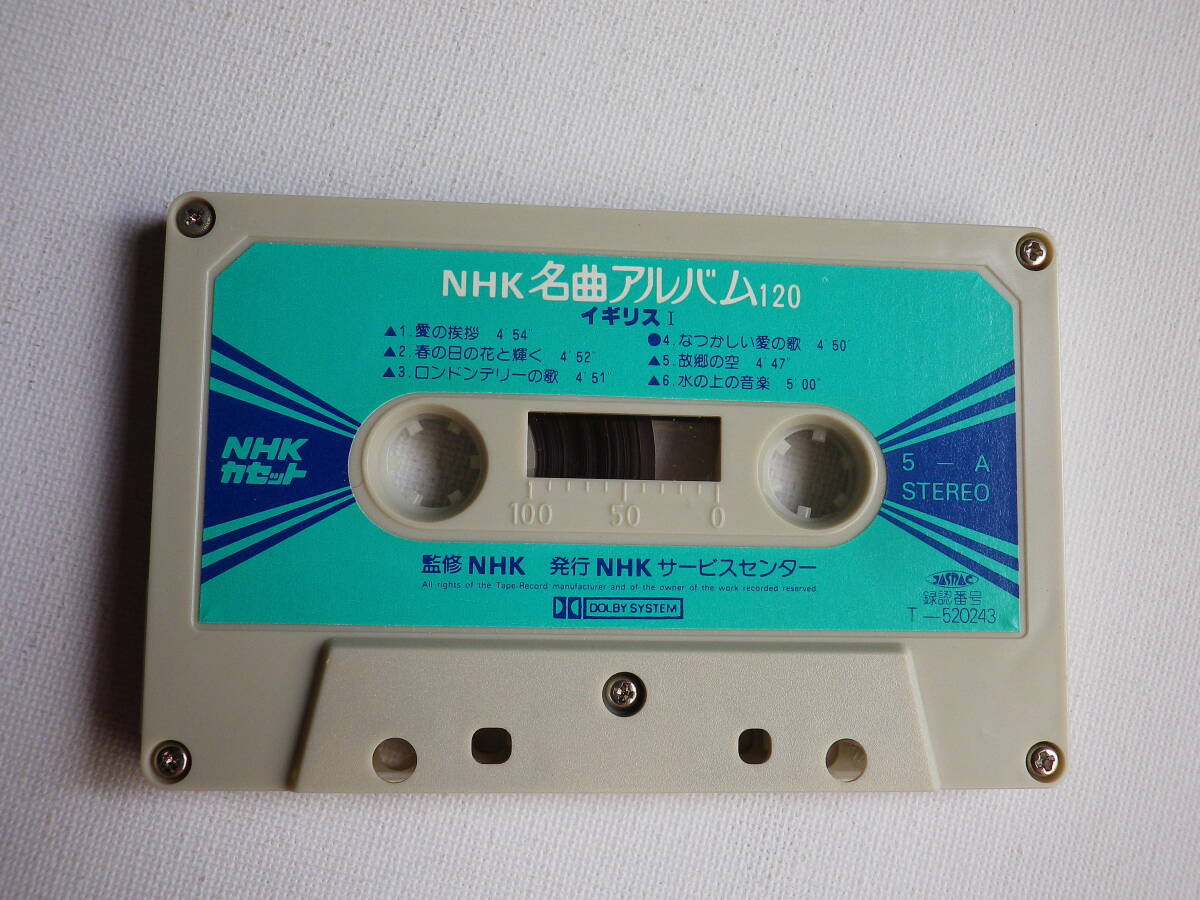 NHK 名曲アルバム120
イギリス I
▲1. 愛の挨拶 4'54"
▲2. 春の日の花と輝く 4'52"
▲3. ロンドンデリーの歌 4'51"
●4. なつかしい愛の歌 4'50"
▲5. 故郷の空 4'47"
▲6. 水の上の音楽 5'00"
NHK
カセット
5 - A
STEREO
100 50 0
監修 NHK 発行 NHK サービスセンター
All rights of the Tape-Record manufacturer and of the owner of the work recorded reserved.
DOLBY SYSTEM
JASRAC
録認番号
T-520243